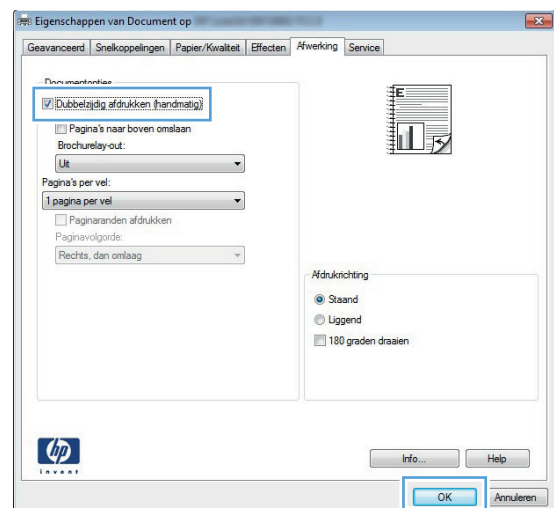 Eigenschappen van Document op
Geavanceerd Snelkoppelingen Papier/Kwaliteit Effecten Afwerking Service
Documentopties
Dubbelzijdig afdrukken (handmatig)
Pagina's naar boven omslaan
Brochurelay-out:
Uit
Pagina's per vel:
1 pagina per vel
Paginaranden afdrukken
Paginavolgorde:
Rechts, dan omlaag
E
Afdrukrichting
Staand
Liggend
180 graden draaien
hp
invent
Info... Help
OK Annuleren